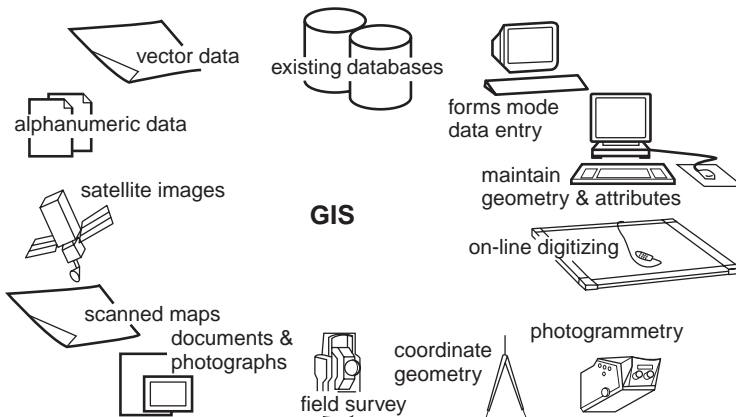 vector data
existing databases
forms mode
data entry
alphanumeric data
maintain
geometry & attributes
satellite images
GIS
on-line digitizing
scanned maps
documents &
photographs
field survey
coordinate
geometry
photogrammetry